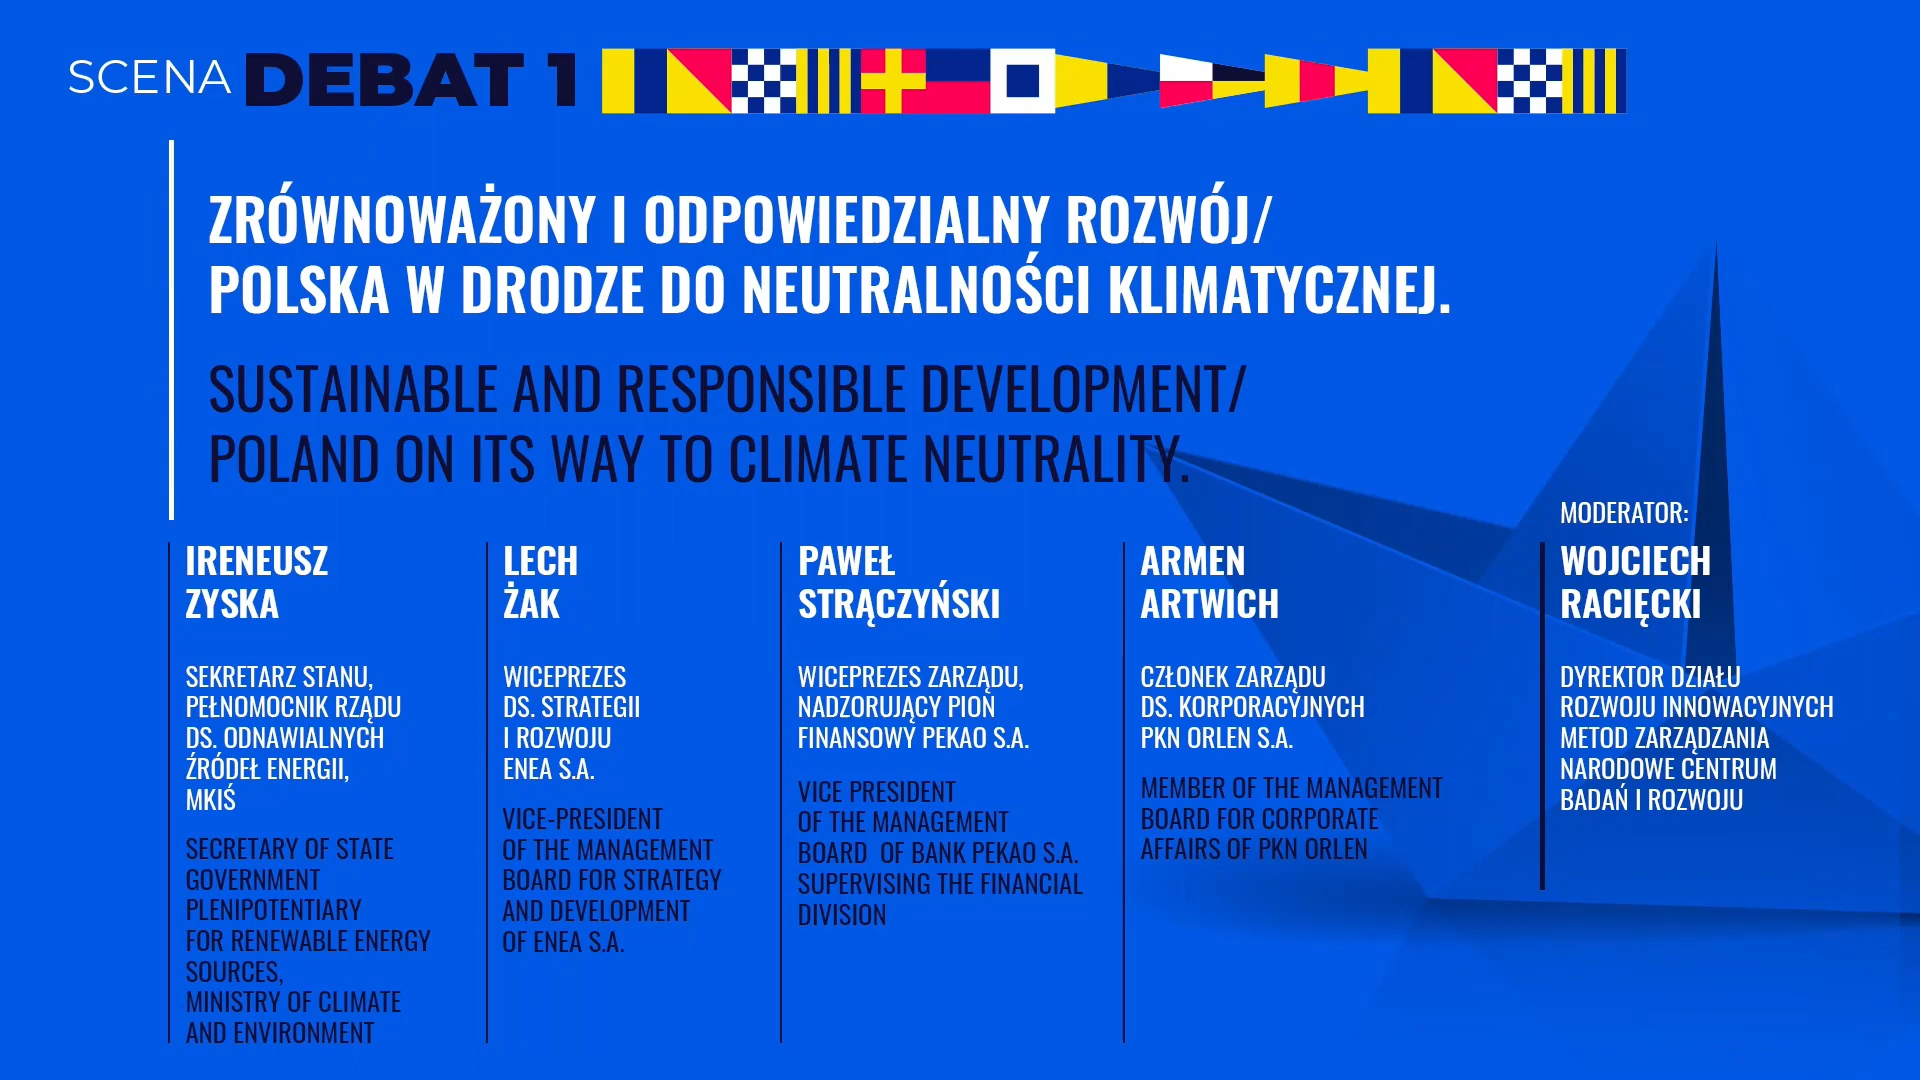 SCENA DEBAT 1
ZRÓWNOWAŻONY I ODPOWIEDZIALNY ROZWÓJ/
POLSKA W DRODZE DO NEUTRALNOŚCI KLIMATYCZNEJ.
SUSTAINABLE AND RESPONSIBLE DEVELOPMENT/
POLAND ON ITS WAY TO CLIMATE NEUTRALITY.
IRENEUSZ
ZYSKA
SEKRETARZ STANU,
PEŁNOMOCNIK RZĄDU
DS. ODNAWIALNYCH
ŹRÓDEŁ ENERGII,
MKIŚ
SECRETARY OF STATE
GOVERNMENT
PLENIPOTENTIARY
FOR RENEWABLE ENERGY
SOURCES,
MINISTRY OF CLIMATE
AND ENVIRONMENT
LECH
ŻAK
WICEPREZES
DS. STRATEGII
I ROZWOJU
ENEA S.A.
VICE-PRESIDENT
OF THE MANAGEMENT
BOARD FOR STRATEGY
AND DEVELOPMENT
OF ENEA S.A.
PAWEŁ
STRĄCZYŃSKI
WICEPREZES ZARZĄDU,
NADZORUJĄCY PION
FINANSOWY PEKAO S.A.
VICE PRESIDENT
OF THE MANAGEMENT
BOARD OF BANK PEKAO S.A.
SUPERVISING THE FINANCIAL
DIVISION
ARMEN
ARTWICH
CZŁONEK ZARZĄDU
DS. KORPORACYJNYCH
PKN ORLEN S.A.
MEMBER OF THE MANAGEMENT
BOARD FOR CORPORATE
AFFAIRS OF PKN ORLEN
MODERATOR:
WOJCIECH
RACIĘCKI
DYREKTOR DZIAŁU
ROZWOJU INNOWACYJNYCH
METOD ZARZĄDZANIA
NARODOWE CENTRUM
BADAŃ I ROZWOJU